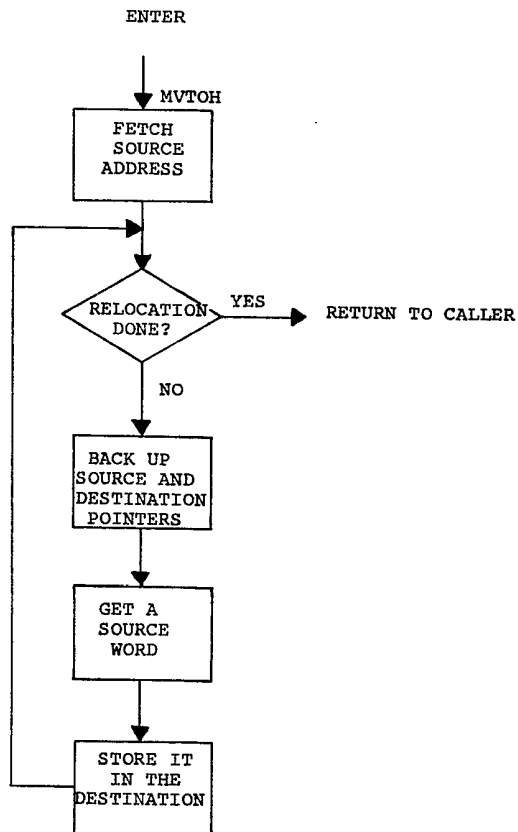 ENTER
MVTOH
FETCH
SOURCE
ADDRESS
RELOCATION
DONE?
YES
RETURN TO CALLER
NO
BACK UP
SOURCE AND
DESTINATION
POINTERS
GET A
SOURCE
WORD
STORE IT
IN THE
DESTINATION